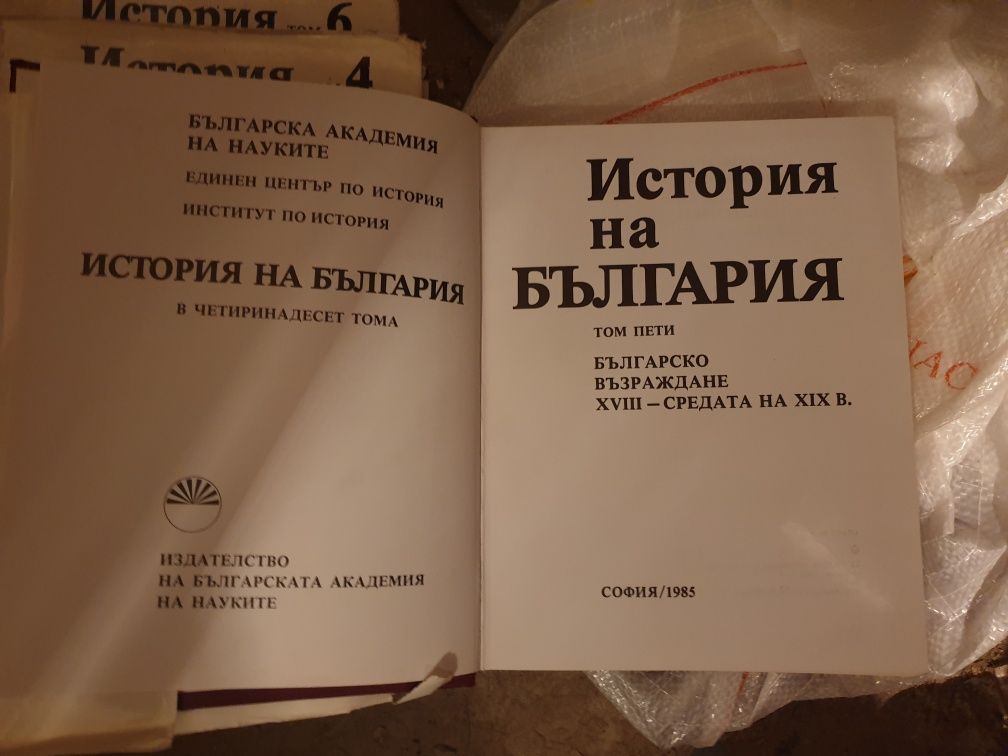 История том 6
История 4
БЪЛГАРСКА АКАДЕМИЯ
НА НАУКИТЕ
ЕДИНЕН ЦЕНТЪР ПО ИСТОРИЯ
ИНСТИТУТ ПО ИСТОРИЯ
ИСТОРИЯ НА БЪЛГАРИЯ
В ЧЕТИРИНАДЕСЕТ ТОМА
ИЗДАТЕЛСТВО
НА БЪЛГАРСКАТА АКАДЕМИЯ
НА НАУКИТЕ
История
на
БЪЛГАРИЯ
ТОМ ПЕТИ
БЪЛГАРСКО
ВЪЗРАЖДАНЕ
XVIII – СРЕДАТА НА XIX В.
СОФИЯ/1985